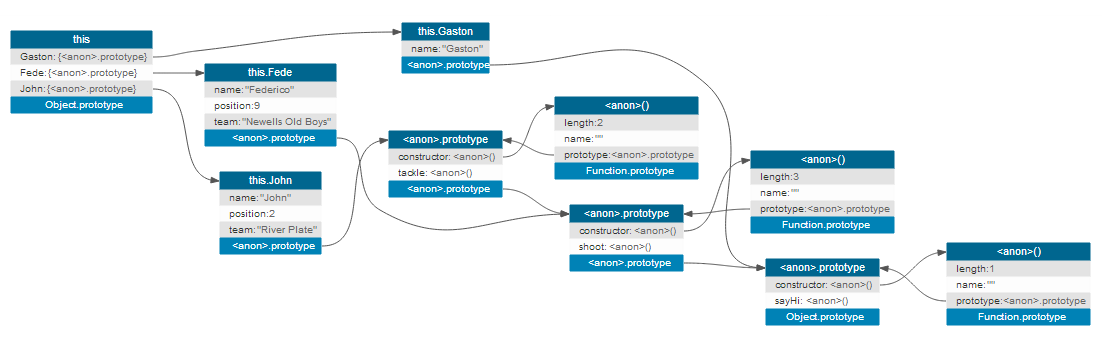 this
Gaston: {<anon>.prototype}
Fede: {<anon>.prototype}
John: {<anon>.prototype}
Object.prototype
this.Gaston
name: "Gaston"
<anon>.prototype
this.Fede
name: "Federico"
position: 9
team: "Newells Old Boys"
<anon>.prototype
this.John
name: "John"
position: 2
team: "River Plate"
<anon>.prototype
<anon>.prototype
constructor: <anon>()
tackle: <anon>()
<anon>.prototype
<anon>()
length: 2
name: ""
prototype: <anon>.prototype
Function.prototype
<anon>.prototype
constructor: <anon>()
shoot: <anon>()
<anon>.prototype
<anon>()
length: 3
name: ""
prototype: <anon>.prototype
Function.prototype
<anon>.prototype
constructor: <anon>()
sayHi: <anon>()
Object.prototype
<anon>()
length: 1
name: ""
prototype: <anon>.prototype
Function.prototype